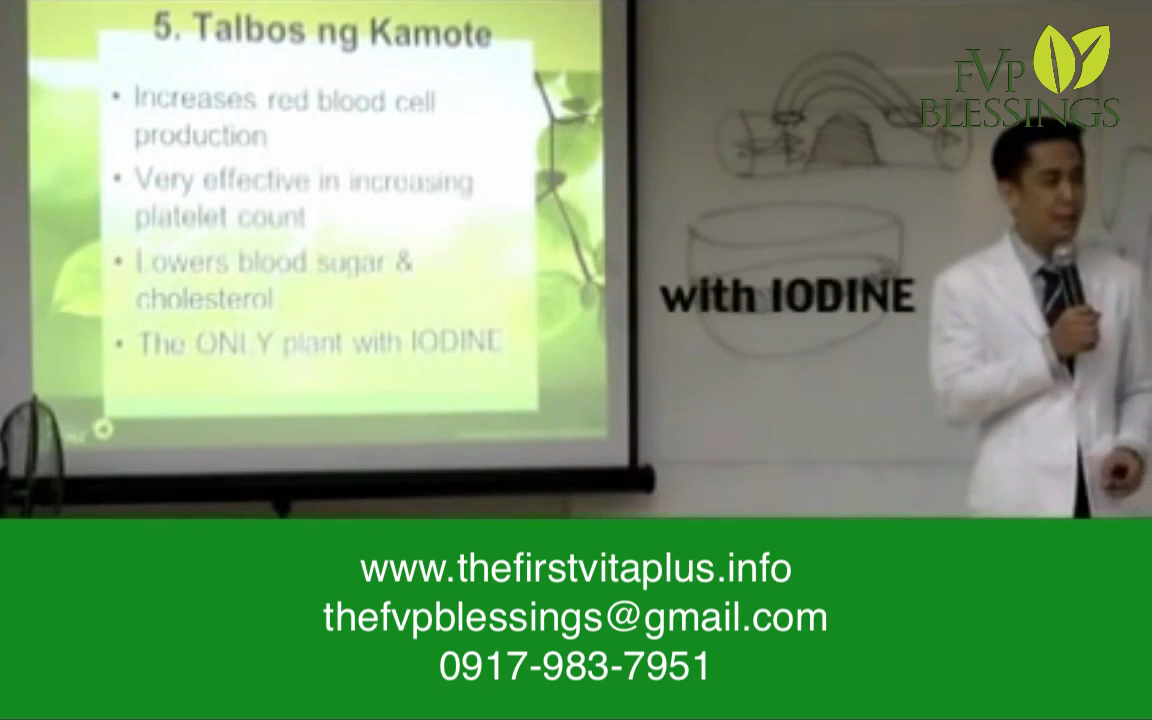 5. Talbos ng Kamote
• Increases red blood cell
production
• Very effective in increasing
platelet count
• Lowers blood sugar &
cholesterol
• The ONLY plant with IODINE
FVP
BLESSINGS
with IODINE
www.thefirstvitaplus.info
thefvpblessings@gmail.com
0917-983-7951